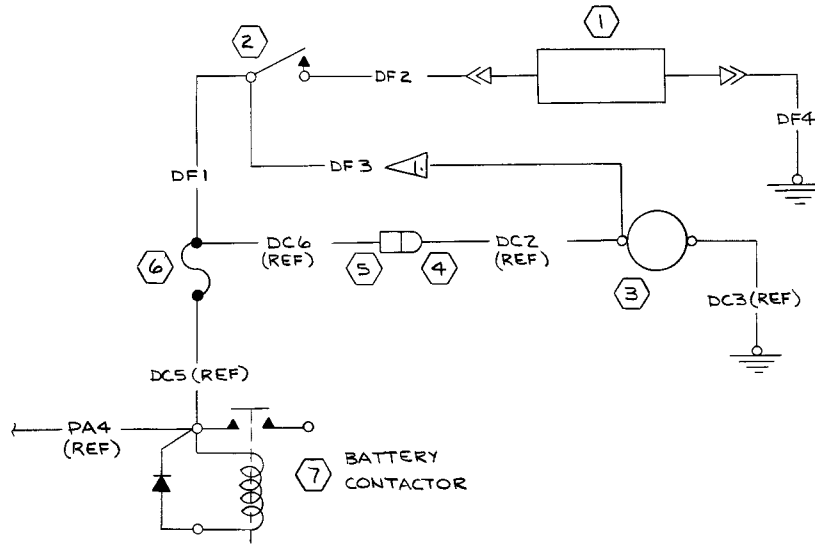 1
2
DF2
DF4
DF3
1.
DF1
DC6
(REF)
5
4
DC2
(REF)
6
3
DC3(REF)
DC5(REF)
PA4
(REF)
7
BATTERY
CONTACTOR